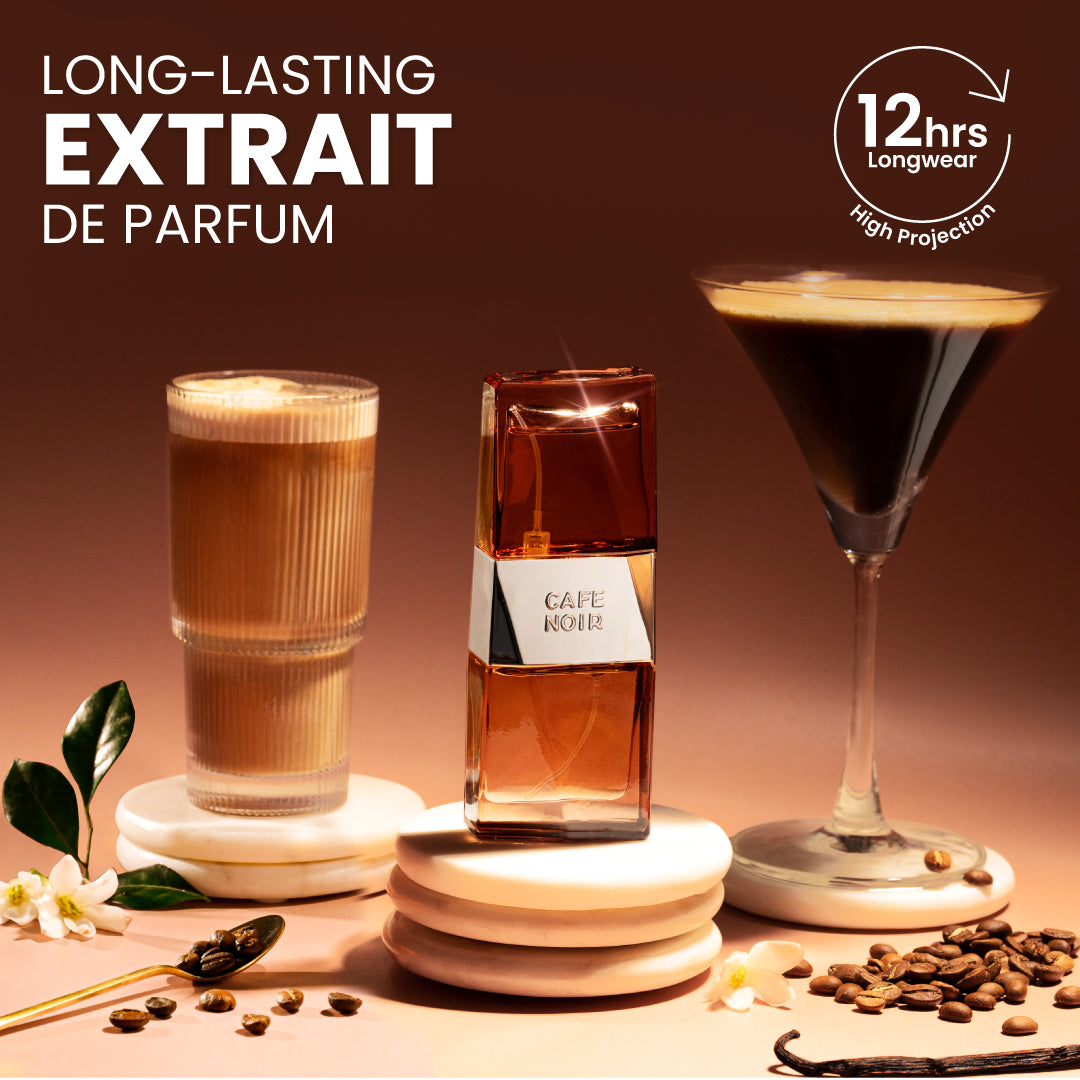 LONG-LASTING
EXTRAIT
DE PARFUM
12hrs
Longwear
High Projection
CAFE
NOIR